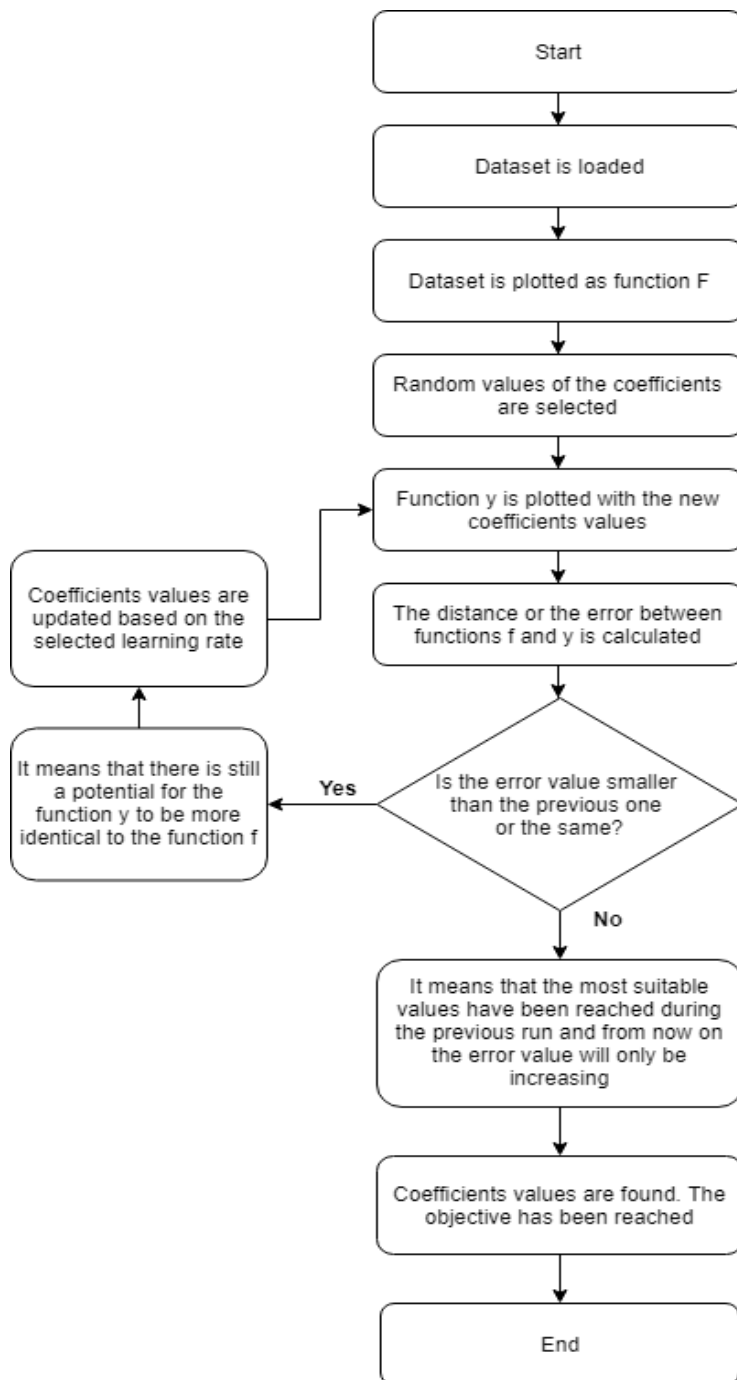 Start
Dataset is loaded
Dataset is plotted as function F
Random values of the coefficients
are selected
Function y is plotted with the new
coefficients values
Coefficients values are
updated based on the
selected learning rate
The distance or the error between
functions f and y is calculated
It means that there is still
a potential for the
function y to be more
identical to the function f
Yes
Is the error value smaller
than the previous one
or the same?
No
It means that the most suitable
values have been reached during
the previous run and from now on
the error value will only be
increasing
Coefficients values are found. The
objective has been reached
End